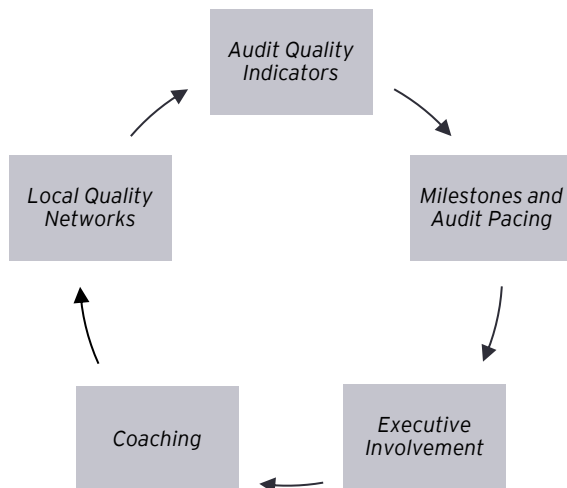 Audit Quality
Indicators
Milestones and
Audit Pacing
Executive
Involvement
Coaching
Local Quality
Networks